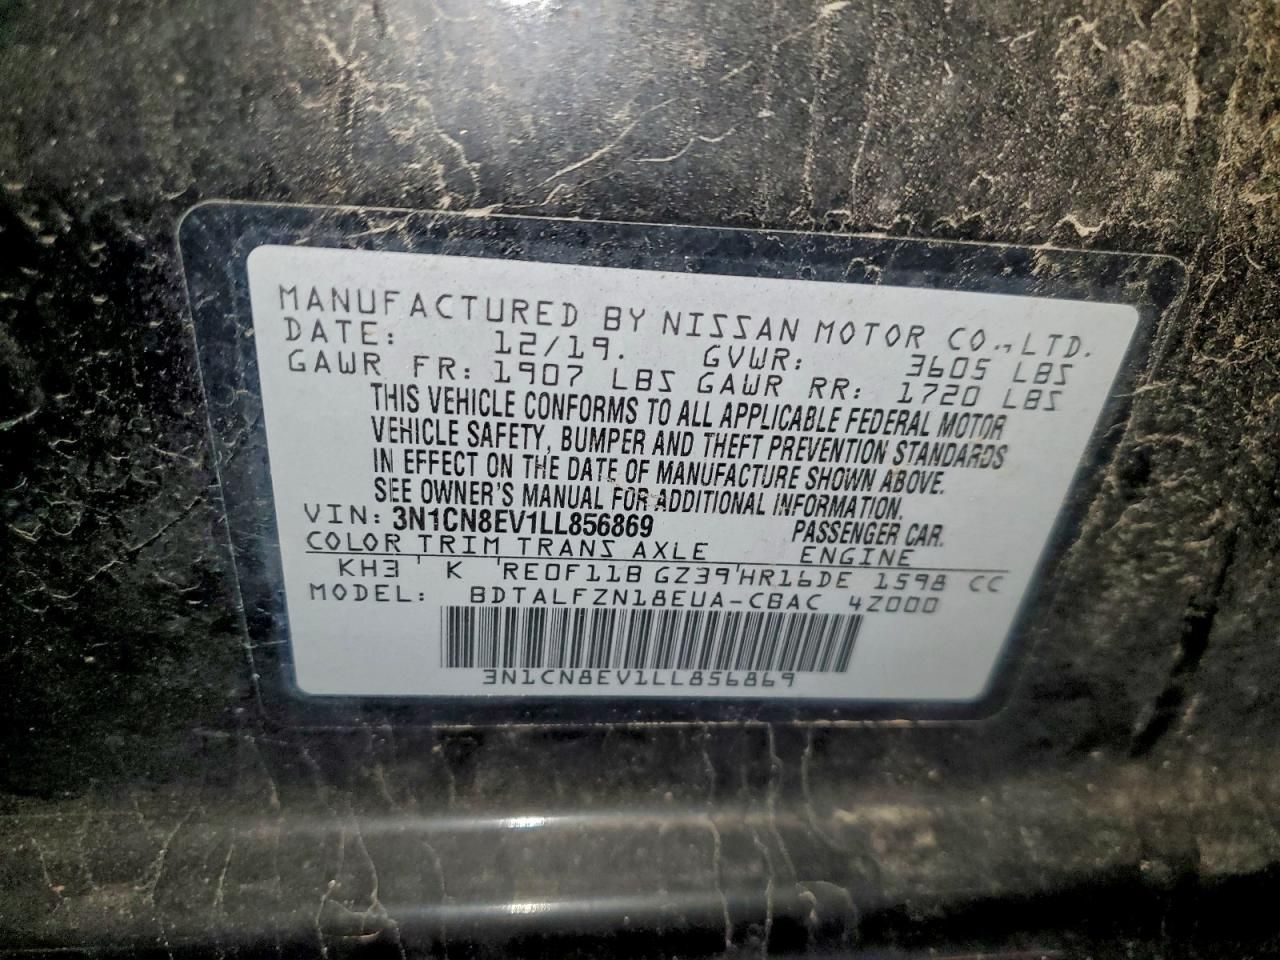 MANUFACTURED BY NISSAN MOTOR CO.,LTD.
DATE: 12/19. GVWR: 3605 LBS
GAWR FR: 1907 LBS GAWR RR: 1720 LBS
THIS VEHICLE CONFORMS TO ALL APPLICABLE FEDERAL MOTOR
VEHICLE SAFETY, BUMPER AND THEFT PREVENTION STANDARDS
IN EFFECT ON THE DATE OF MANUFACTURE SHOWN ABOVE.
SEE OWNER'S MANUAL FOR ADDITIONAL INFORMATION.
VIN: 3N1CN8EV1LL856869 PASSENGER CAR.
COLOR TRIM TRANS AXLE ENGINE
KH3 ' K 'RE0F11B GZ39'HR16DE 1598 CC
MODEL: BDTALFZN18EUA-CBAC 4Z000
3N1CN8EV1LL856869